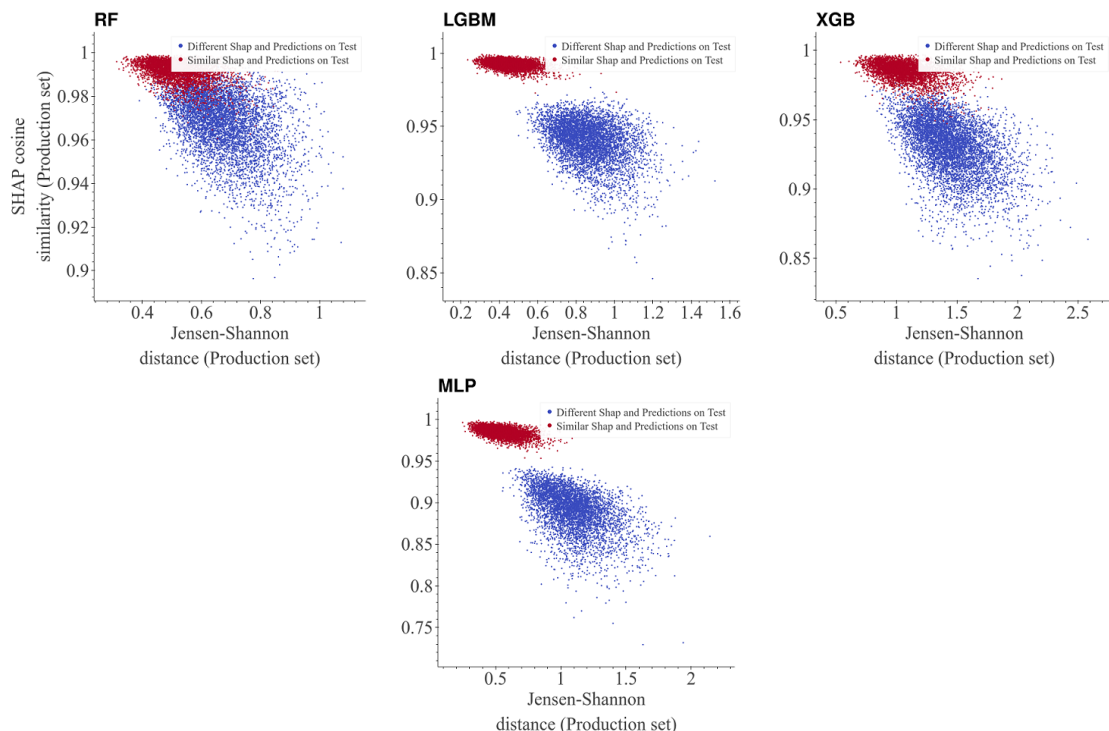 RF
Different Shap and Predictions on Test
Similar Shap and Predictions on Test
1
0.98
0.96
0.94
0.92
0.9
SHAP cosine
similarity (Production set)
0.4
0.6
0.8
1
Jensen-Shannon
distance (Production set)
LGBM
Different Shap and Predictions on Test
Similar Shap and Predictions on Test
1
0.95
0.9
0.85
0.2
0.4
0.6
0.8
1
1.2
1.4
1.6
Jensen-Shannon
distance (Production set)
XGB
Different Shap and Predictions on Test
Similar Shap and Predictions on Test
1
0.95
0.9
0.85
0.5
1
1.5
2
2.5
Jensen-Shannon
distance (Production set)
MLP
Different Shap and Predictions on Test
Similar Shap and Predictions on Test
1
0.95
0.9
0.85
0.8
0.75
0.5
1
1.5
2
Jensen-Shannon
distance (Production set)